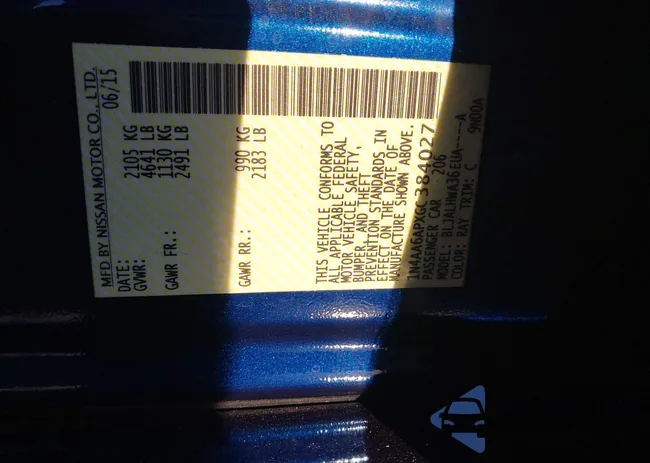 MFD BY NISSAN MOTOR CO., LTD.
DATE: 06/15
GVWR: 2105 KG
4641 LB
GAWR FR.: 1130 KG
2491 LB
GAWR RR.: 990 KG
2183 LB
THIS VEHICLE CONFORMS TO
ALL APPLICABLE FEDERAL
MOTOR VEHICLE SAFETY,
BUMPER, AND THEFT
PREVENTION STANDARDS IN
EFFECT ON THE DATE OF
MANUFACTURE SHOWN ABOVE.
1N4AA6APXGC384027
PASSENGER CAR 206
MODEL: BLJALHWA36EUA----A
COLOR: RAY TRIM: C 9N00A